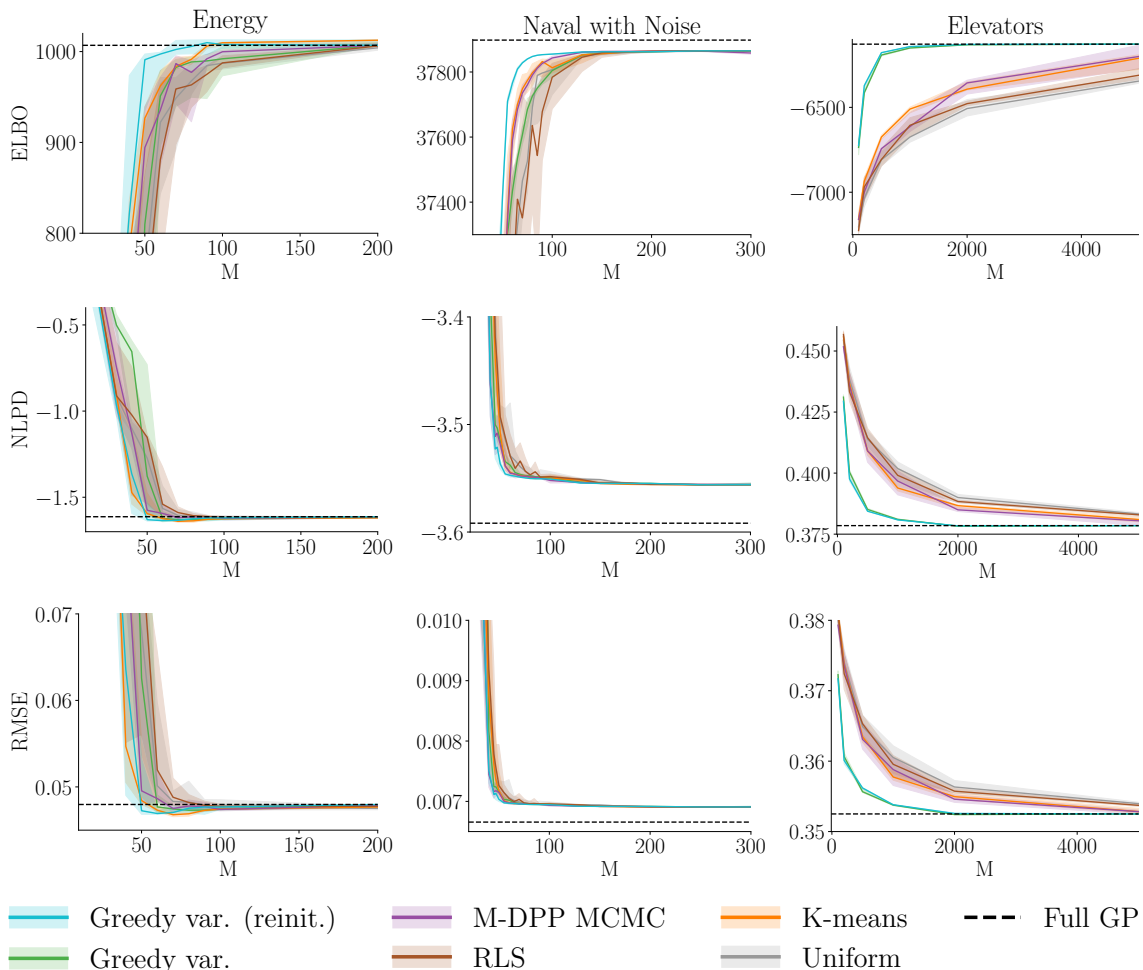 Energy
Naval with Noise
Elevators
ELBO
1000
900
800
50
100
150
200
M
37800
37600
37400
100
200
300
M
−6500
−7000
0
2000
4000
M
NLPD
−0.5
−1.0
−1.5
50
100
150
200
M
−3.4
−3.5
−3.6
100
200
300
M
0.450
0.425
0.400
0.375
0
2000
4000
M
RMSE
0.07
0.06
0.05
0
50
100
150
200
M
0.010
0.009
0.008
0.007
100
200
300
M
0.38
0.37
0.36
0.35
0
2000
4000
M
Greedy var. (reinit.)
M-DPP MCMC
K-means
Full GP
Greedy var.
RLS
Uniform